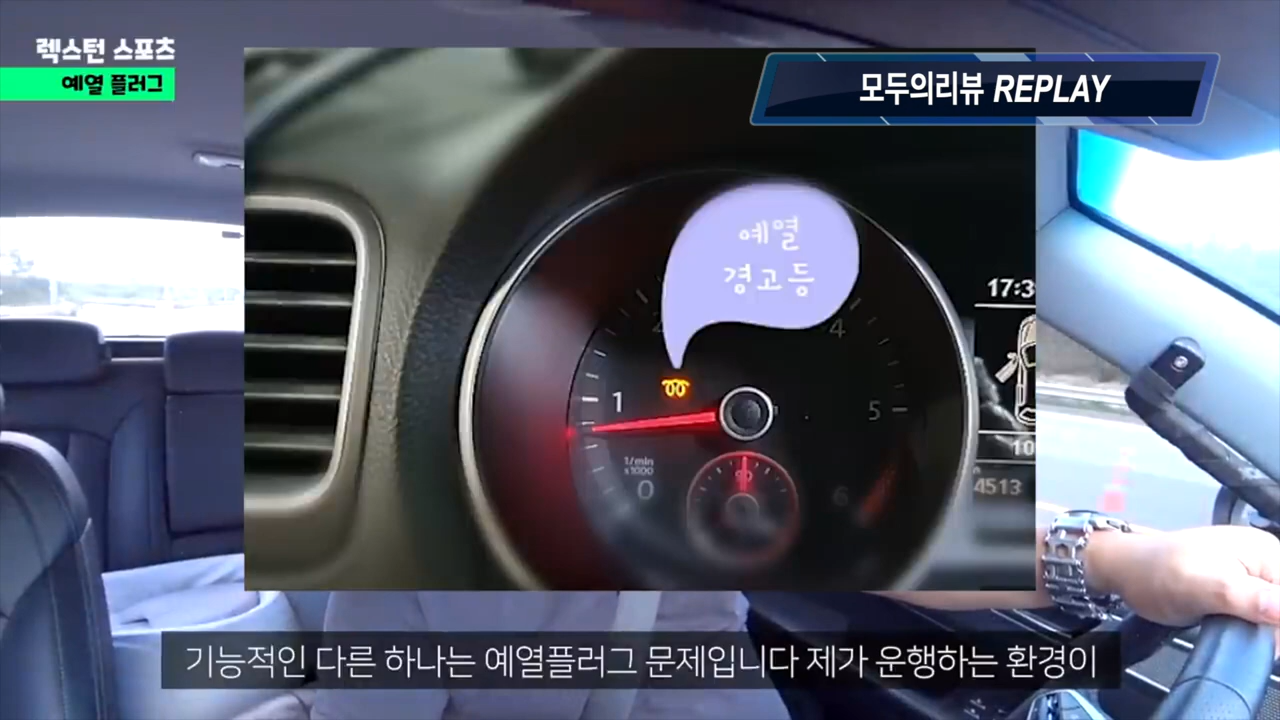 렉스턴 스포츠
예열 플러그
모두의리뷰 REPLAY
예열
경고등
17:3
2
4
1
5
1/min
x1000
0
6
10
4513
기능적인 다른 하나는 예열플러그 문제입니다 제가 운행하는 환경이